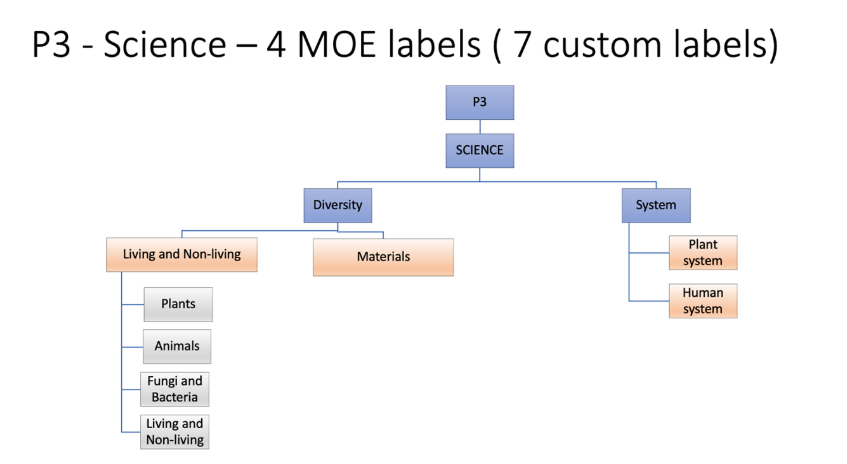 P3 - Science – 4 MOE labels ( 7 custom labels)
P3
SCIENCE
Diversity
System
Living and Non-living
Materials
Plant
system
Human
system
Plants
Animals
Fungi and
Bacteria
Living and
Non-living